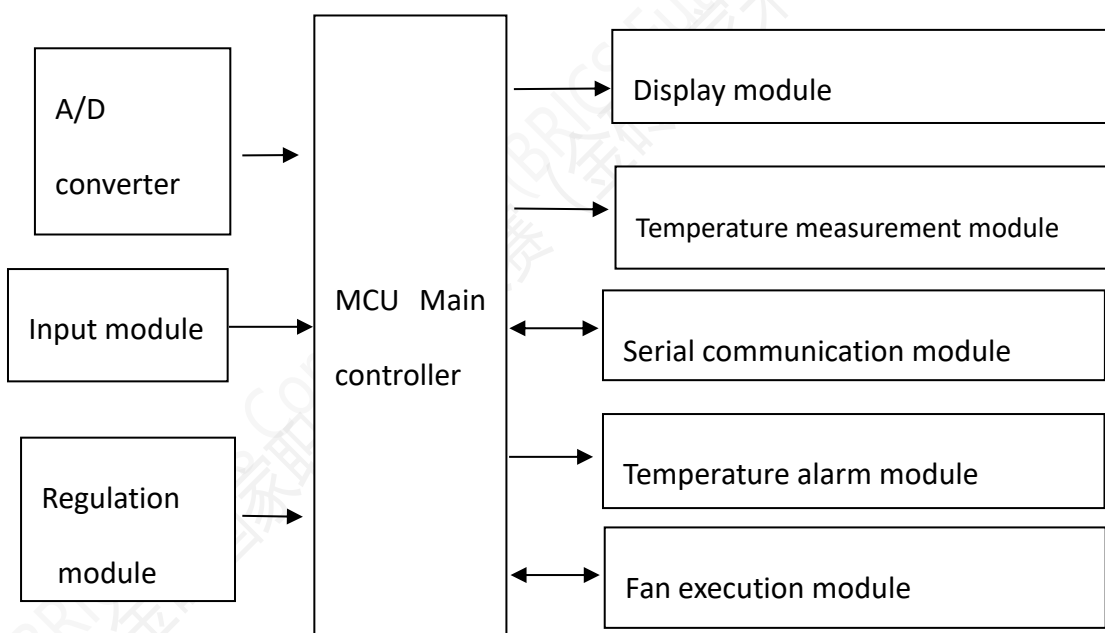 A/D
converter
Input module
Regulation
module
MCU Main
controller
Display module
Temperature measurement module
Serial communication module
Temperature alarm module
Fan execution module